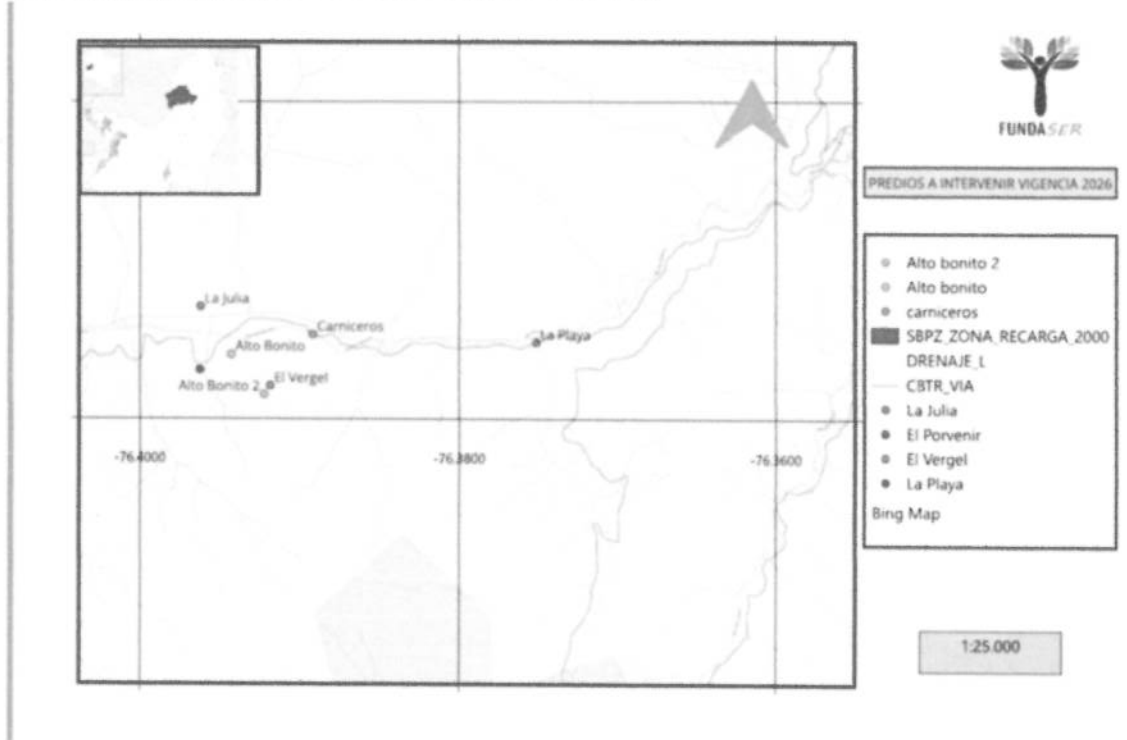 FUNDASER
PREDIOS A INTERVENIR VIGENCIA 2026
La Julia
Carniceros
Alto Bonito
La Playa
El Vergel
Alto Bonito 2
-76.4000
-76.3800
-76.3600
Alto bonito 2
Alto bonito
carniceros
SBPZ_ZONA_RECARGA_2000
DRENAJE_L
CBTR_VIA
La Julia
El Porvenir
El Vergel
La Playa
Bing Map
1:25.000